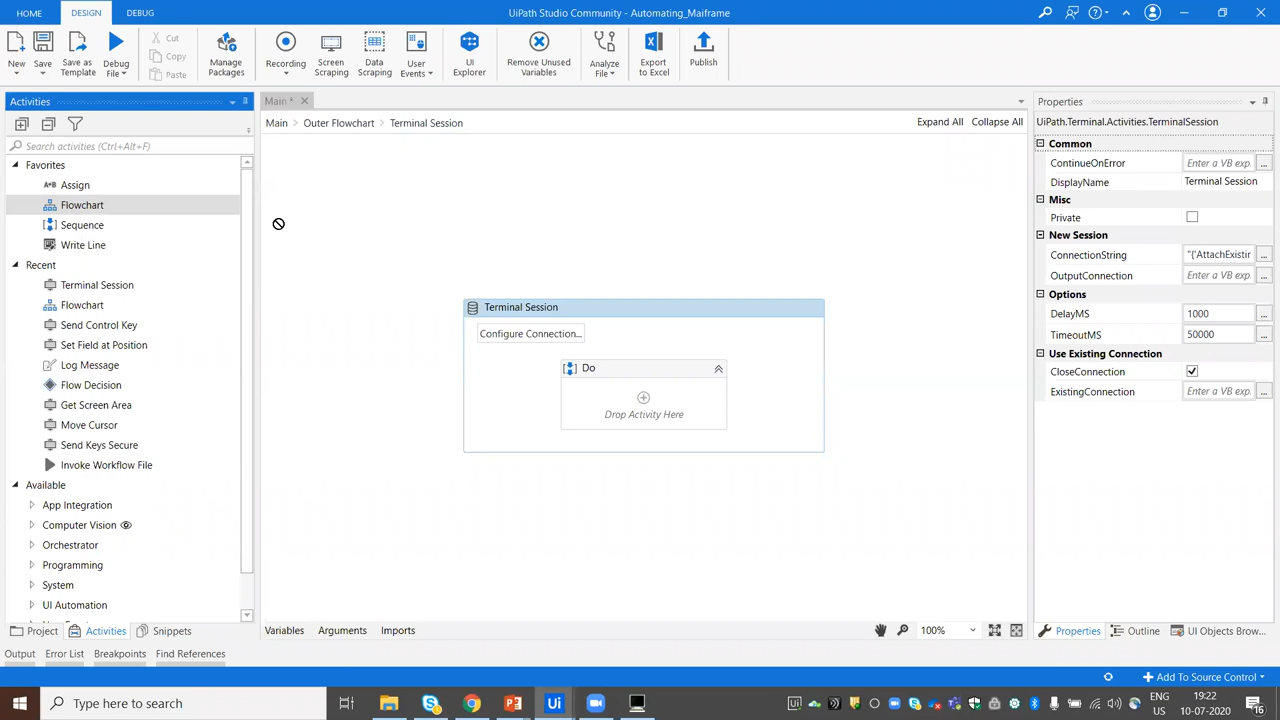 HOME DESIGN DEBUG UiPath Studio Community - Automating_Maiframe
New Save Save as Template Debug File Cut Copy Paste Manage Packages Recording Screen Scraping Data Scraping User Events UI Explorer Remove Unused Variables Analyze File Export to Excel Publish
Activities
Search activities (Ctrl+Alt+F)
Favorites
Assign
Flowchart
Sequence
Write Line
Recent
Terminal Session
Flowchart
Send Control Key
Set Field at Position
Log Message
Flow Decision
Get Screen Area
Move Cursor
Send Keys Secure
Invoke Workflow File
Available
App Integration
Computer Vision
Orchestrator
Programming
System
UI Automation
Project Activities Snippets
Main *
Main > Outer Flowchart > Terminal Session Expand All Collapse All
Terminal Session
Configure Connection...
Do
Drop Activity Here
Variables Arguments Imports 100%
Properties
UiPath.Terminal.Activities.TerminalSession
Common
ContinueOnError Enter a VB exp. ...
DisplayName Terminal Session
Misc
Private
New Session
ConnectionString "{'AttachExistir ...
OutputConnection Enter a VB exp. ...
Options
DelayMS 1000 ...
TimeoutMS 50000 ...
Use Existing Connection
CloseConnection
ExistingConnection Enter a VB exp. ...
Properties Outline UI Objects Brow...
Output Error List Breakpoints Find References
Add To Source Control
Type here to search
ENG
US
19:22
10-07-2020
16